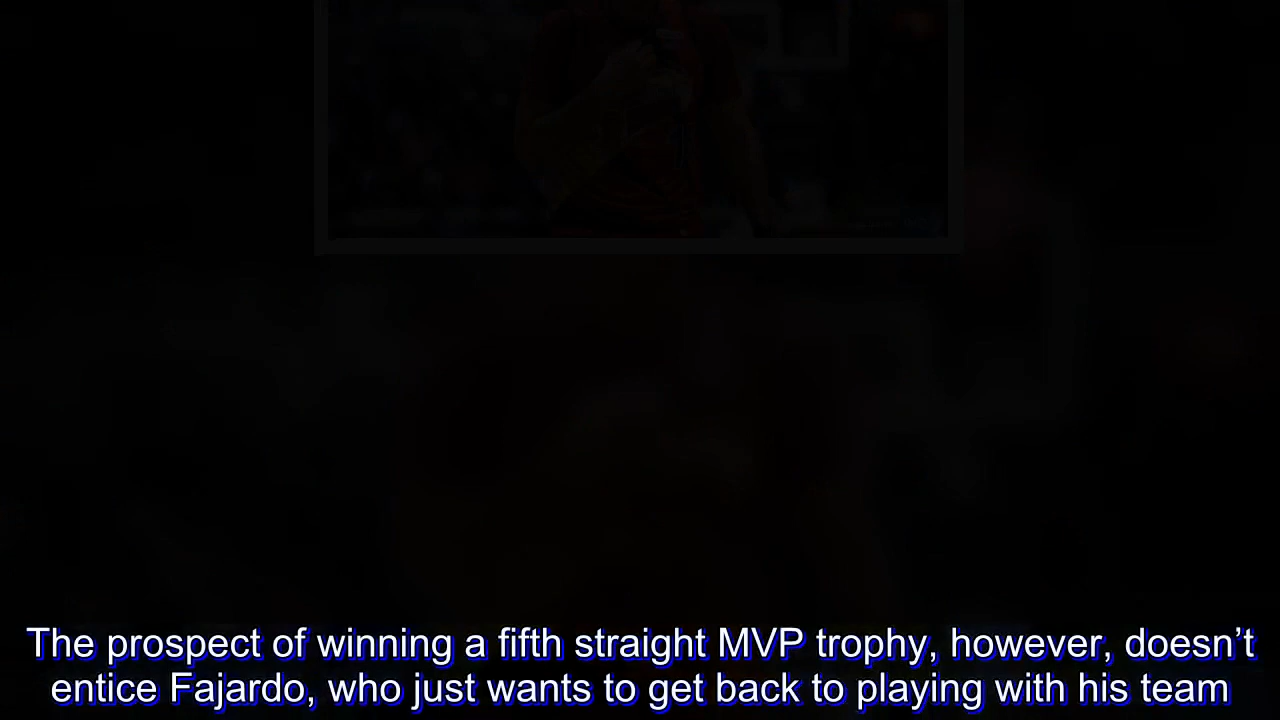 The prospect of winning a fifth straight MVP trophy, however, doesn’t
entice Fajardo, who just wants to get back to playing with his team